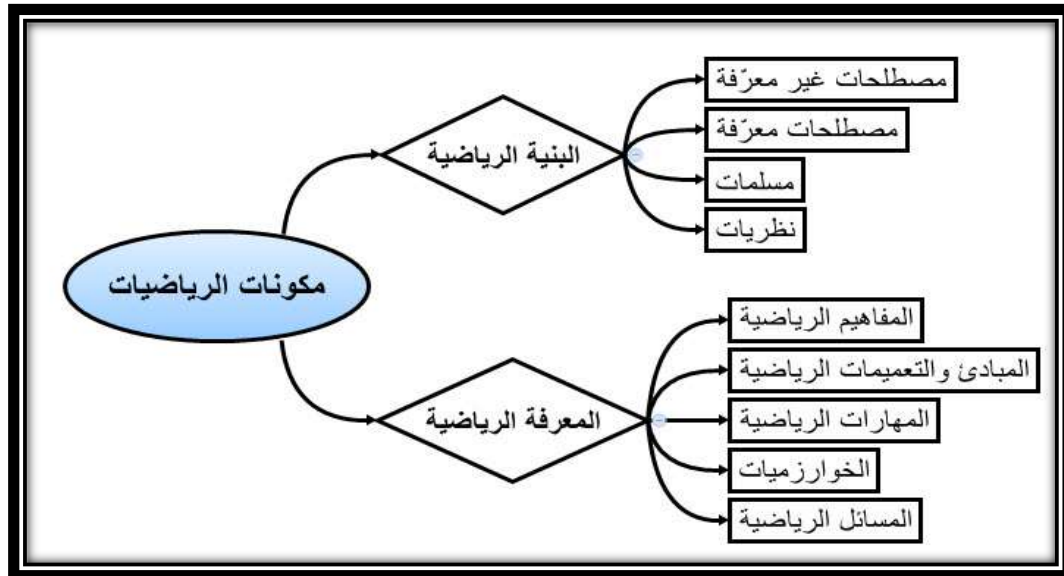 مكونات الرياضيات
البنية الرياضية
مصطلحات غير معرّفة
مصطلحات معرّفة
مسلمات
نظريات
المعرفة الرياضية
المفاهيم الرياضية
المبادئ والتعميمات الرياضية
المهارات الرياضية
الخوارزميات
المسائل الرياضية